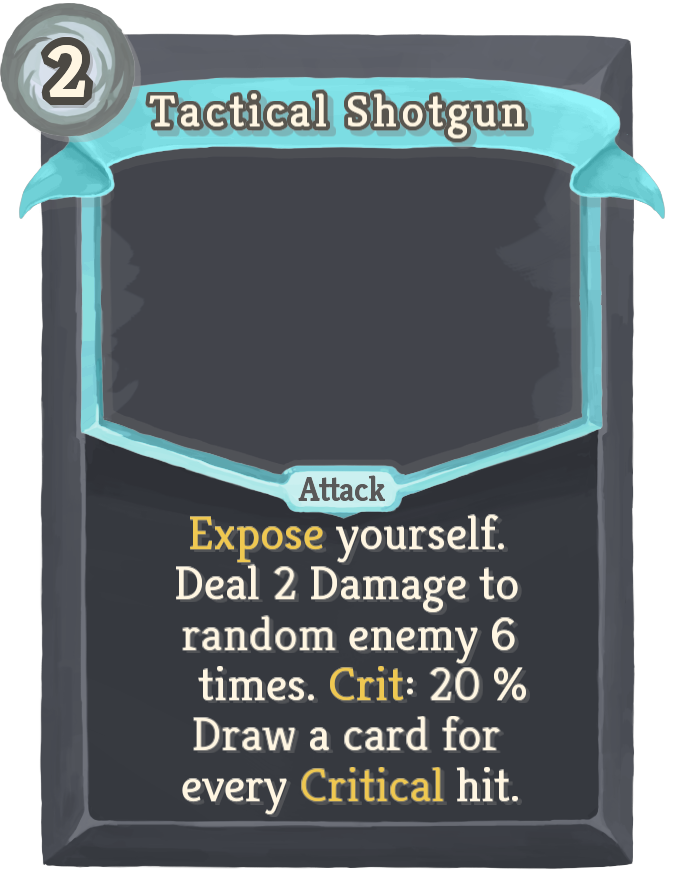 2
Tactical Shotgun
Attack
Expose yourself.
Deal 2 Damage to
random enemy 6
times. Crit: 20 %
Draw a card for
every Critical hit.